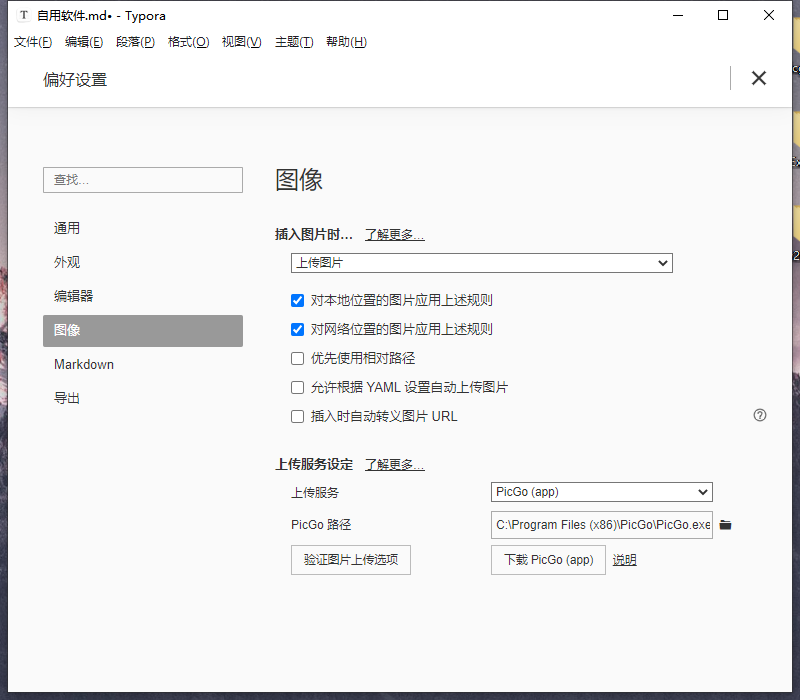 T 自用软件.md• - Typora
文件(F) 编辑(E) 段落(P) 格式(O) 视图(V) 主题(T) 帮助(H)
偏好设置
查找...
通用
外观
编辑器
图像
Markdown
导出
图像
插入图片时... 了解更多...
上传图片
对本地位置的图片应用上述规则
对网络位置的图片应用上述规则
优先使用相对路径
允许根据 YAML 设置自动上传图片
插入时自动转义图片 URL
上传服务设定 了解更多...
上传服务 PicGo (app)
PicGo 路径 C:\Program Files (x86)\PicGo\PicGo.exe
验证图片上传选项 下载 PicGo (app) 说明